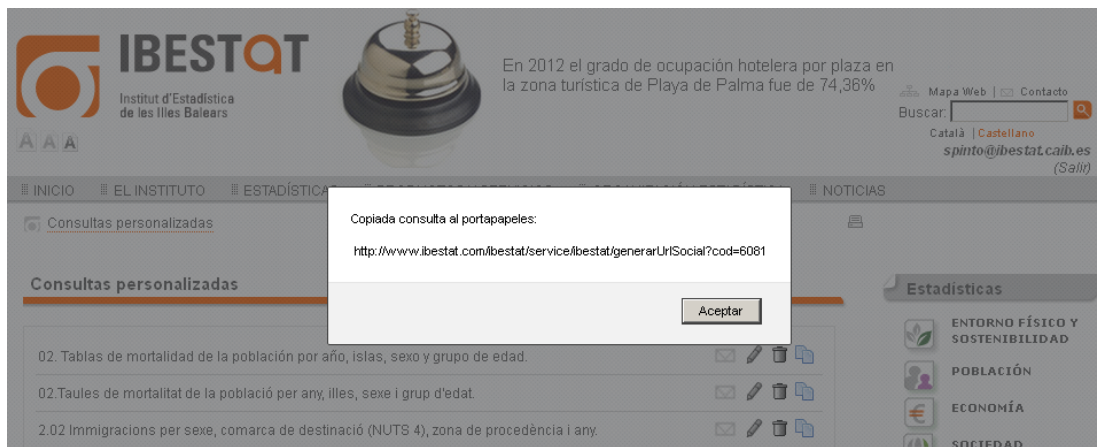 IBESTAT
Institut d'Estadística
de les Illes Balears
A A A
En 2012 el grado de ocupación hotelera por plaza en
la zona turística de Playa de Palma fue de 74,36%
Mapa Web | Contacto
Buscar:
Català | Castellano
spinto@ibestat.caib.es
(Salir)
INICIO EL INSTITUTO ESTADÍSTICAS NOTICIAS
Consultas personalizadas
Copiada consulta al portapapeles:
http://www.ibestat.com/ibestat/service/ibestat/generarUrlSocial?cod=6081
Aceptar
Consultas personalizadas
02. Tablas de mortalidad de la población por año, islas, sexo y grupo de edad.
02.Taules de mortalitat de la població per any, illes, sexe i grup d'edat.
2.02 Immigracions per sexe, comarca de destinació (NUTS 4), zona de procedència i any.
Estadísticas
ENTORNO FÍSICO Y
SOSTENIBILIDAD
POBLACIÓN
ECONOMÍA
SOCIEDAD